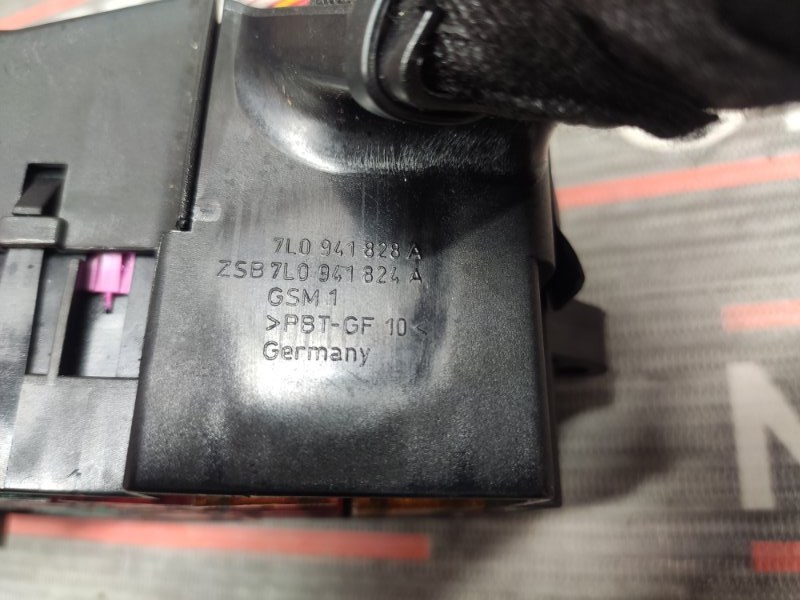 7L0 941 828 A
ZSB 7L0 941 824 A
GSM 1
>PBT-GF 10<
Germany